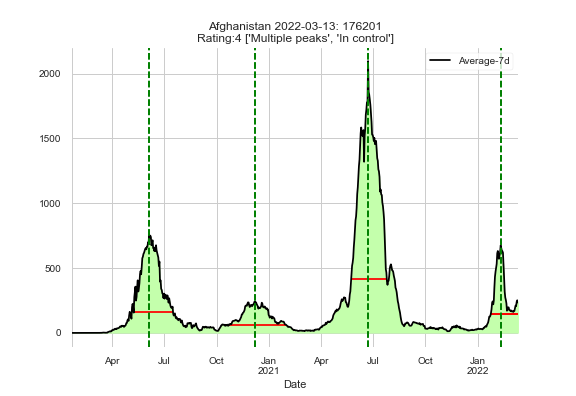 Afghanistan 2022-03-13: 176201
Rating:4 ['Multiple peaks', 'In control']
Average-7d
2000
1500
1000
500
0
Apr Jul Oct Jan Apr Jul Oct Jan
2021 2022
Date